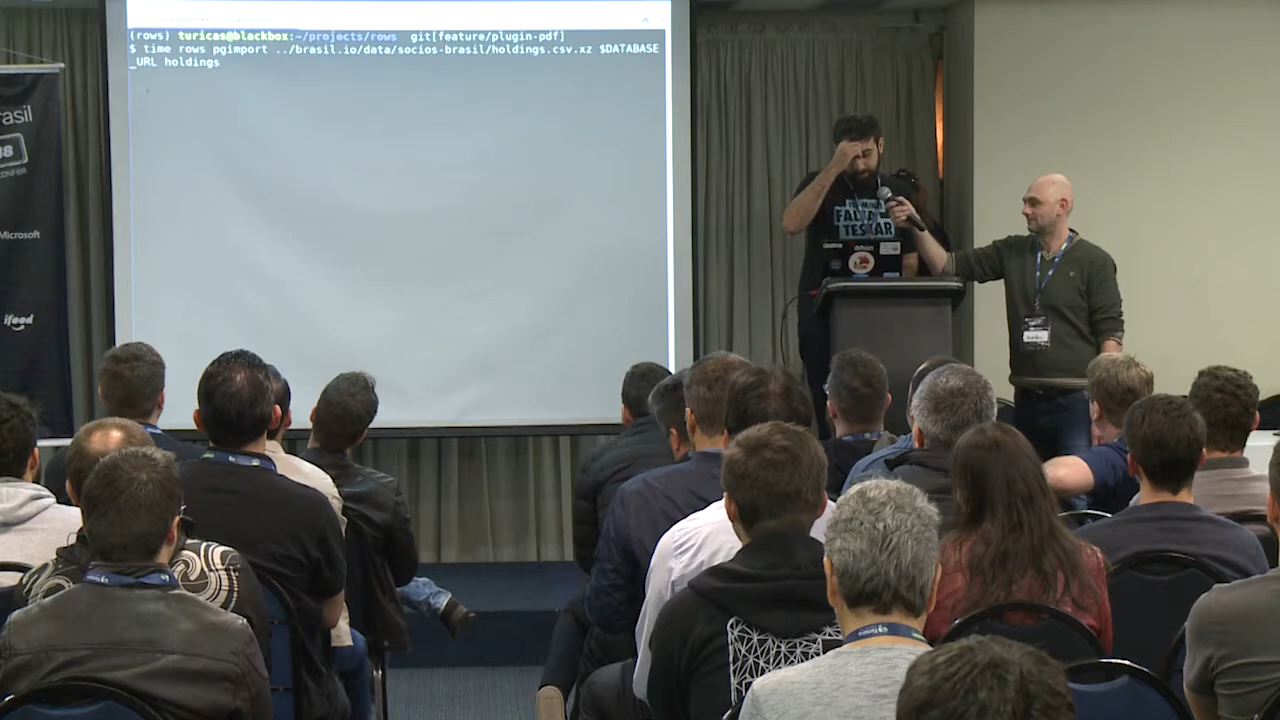 (rows) turicas@blackbox:~/projects/rows git[feature/plugin-pdf]
$ time rows pgimport ../brasil.io/data/socios-brasil/holdings.csv.xz $DATABASE
_URL holdings
rasil
Microsoft
ifood
FALTA
TESTAR